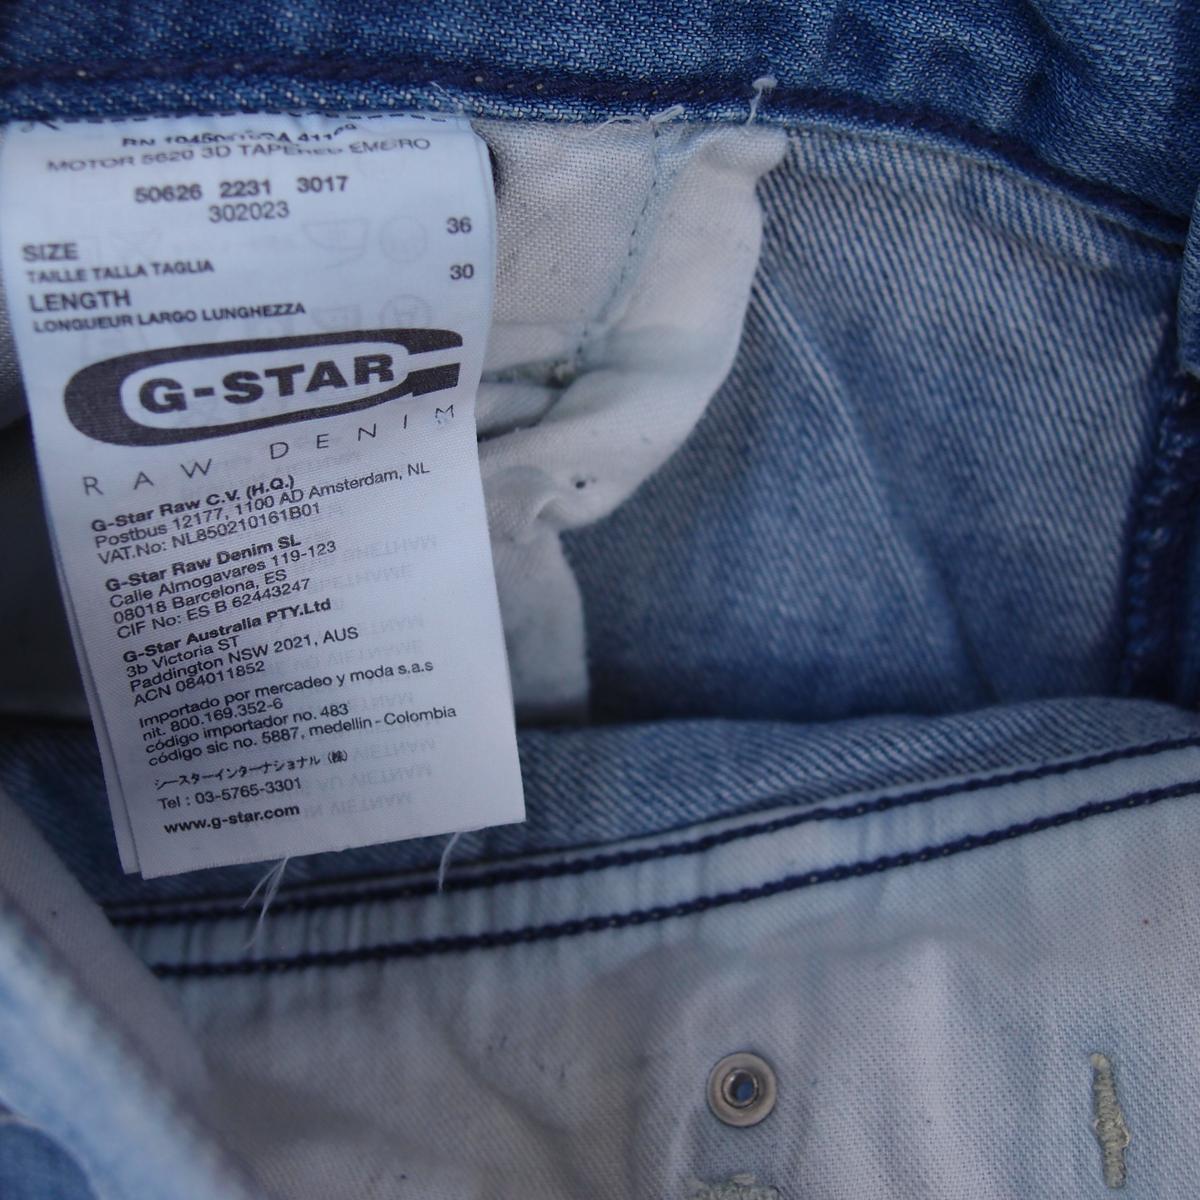 MOTOR 5620 3D TAPERED EMBRO
50626 2231 3017
302023
SIZE 36
TAILLE TALLA TAGLIA
LENGTH 30
LONGUEUR LARGO LUNGHEZZA
G-STAR
RAW DENIM
G-Star Raw C.V. (H.Q.)
Postbus 12177, 1100 AD Amsterdam, NL
VAT.No: NL850210161B01
G-Star Raw Denim SL
Calle Almogavares 119-123
08018 Barcelona, ES
CIF No: ES B 62443247
G-Star Australia PTY.Ltd
3b Victoria ST
Paddington NSW 2021, AUS
ACN 084011852
Importado por mercadeo y moda s.a.s
nit. 800.169.352-6
código importador no. 483
código sic no. 5887, medellin - Colombia
ジースターインターナショナル (株)
Tel : 03-5765-3301
www.g-star.com